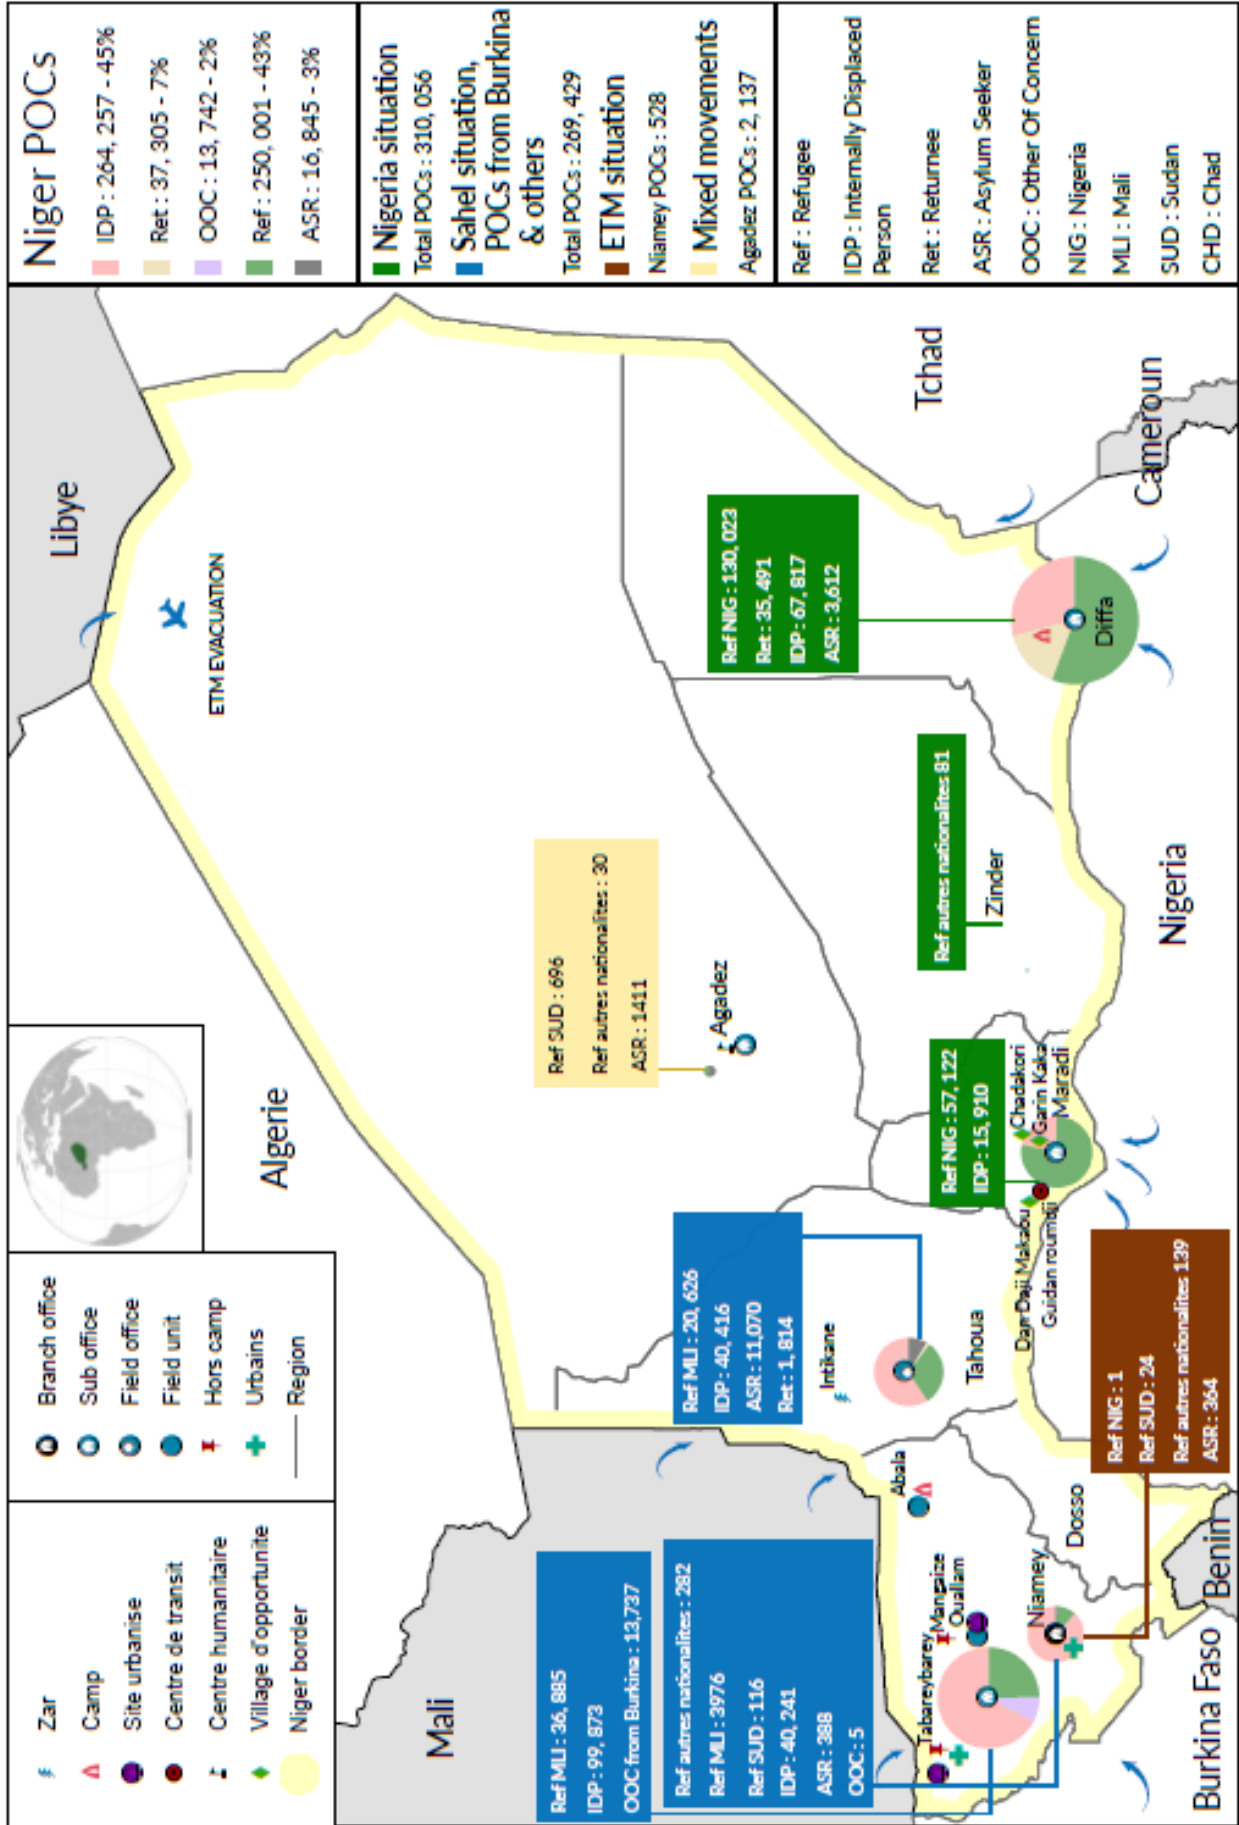 Zar
Camp
Site urbanise
Centre de transit
Centre humanitaire
Village d'opportunite
Niger border
Branch office
Sub office
Field office
Field unit
Hors camp
Urbains
Region
Niger POCs
IDP : 264, 257 - 45%
Ret : 37, 305 - 7%
OOC : 13, 742 - 2%
Ref : 250, 001 - 43%
ASR : 16, 845 - 3%
Nigeria situation
Total POCs : 310, 056
Sahel situation,
POCs from Burkina
& others
Total POCs : 269, 429
ETM situation
Niamey POCs : 528
Mixed movements
Agadez POCs : 2, 137
Ref : Refugee
IDP : Internally Displaced
Person
Ret : Returnee
ASR : Asylum Seeker
OOC : Other Of Concern
NIG : Nigeria
MLI : Mali
SUD : Sudan
CHD : Chad
Libye
Algerie
ETM EVACUATION
Mali
Tchad
Ref SUD : 696
Ref autres nationalites : 30
ASR : 1411
Agadez
Ref MLI : 36, 885
IDP : 99, 873
OOC from Burkina : 13,737
Ref autres nationalites : 282
Ref MLI : 3976
Ref SUD : 116
IDP : 40, 241
ASR : 388
OOC : 5
Ref MLI : 20, 626
IDP : 40, 416
ASR : 11,070
Ret : 1, 814
Ref NIG : 130, 023
Ret : 35, 491
IDP : 67, 817
ASR : 3,612
Intikane
Abala
Tahoua
Ref NIG : 57, 122
IDP : 15, 910
Ref autres nationalites 81
Zinder
Tabareybarey
Mangaize
Ouallam
Chadakori
Garin Kaka
Maradi
Dan Daji Makaou
Guidan roumdji
Niamey
Dosso
Diffa
Ref NIG : 1
Ref SUD : 24
Ref autres nationalites 139
ASR : 364
Burkina Faso
Benin
Nigeria
Cameroun